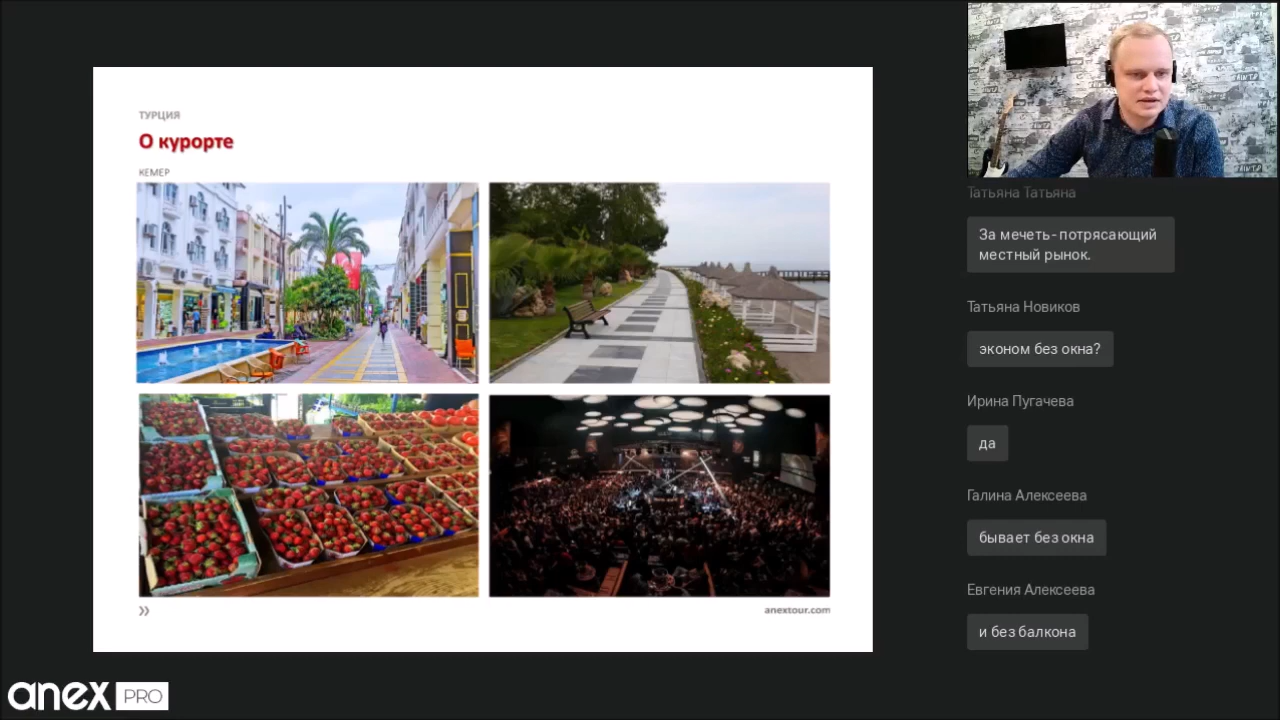 ТУРЦИЯ
О курорте
КЕМЕР
anextour.com
anex PRO
Татьяна Татьяна
За мечеть- потрясающий
местный рынок.
Татьяна Новиков
эконом без окна?
Ирина Пугачева
да
Галина Алексеева
бывает без окна
Евгения Алексеева
и без балкона